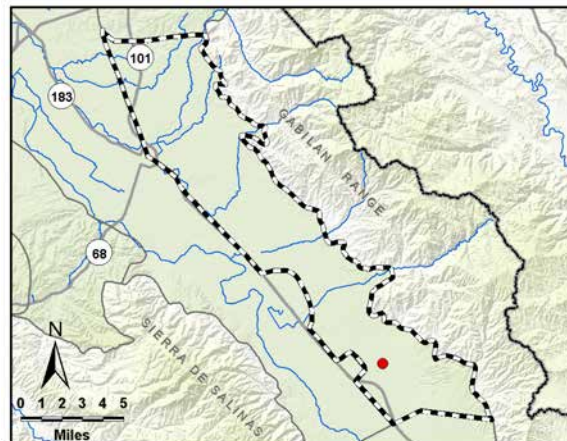 101
183
GABILAN RANGE
68
SIERRA DE SALINAS
N
0 1 2 3 4 5
Miles